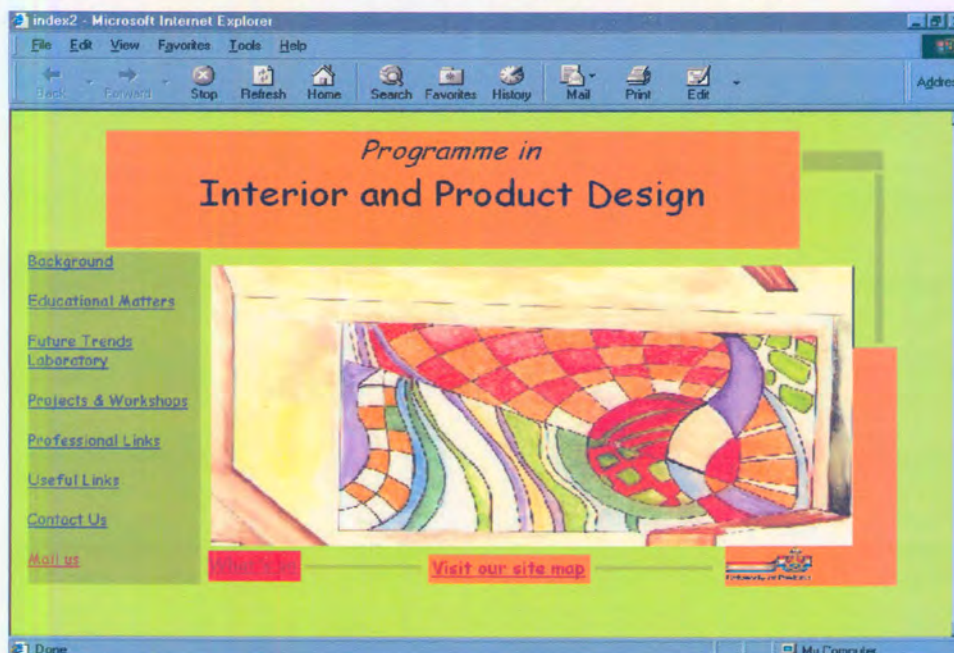 index2 - Microsoft Internet Explorer
File Edit View Favorites Tools Help
Back Forward Stop Refresh Home Search Favorites History Mail Print Edit
Addres
Programme in
Interior and Product Design
Background
Educational Matters
Future Trends
Laboratory
Projects & Workshops
Professional Links
Useful Links
Contact Us
Mail us
Visit our site map
Done
My Computer